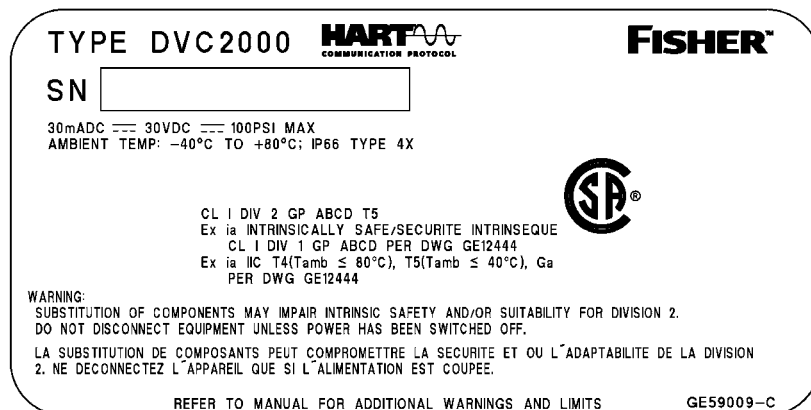 TYPE DVC2000 HART COMMUNICATION PROTOCOL FISHER™
SN
30mADC ⎓ 30VDC ⎓ 100PSI MAX
AMBIENT TEMP: -40°C TO +80°C; IP66 TYPE 4X
CSA®
CL I DIV 2 GP ABCD T5
Ex ia INTRINSICALLY SAFE/SECURITE INTRINSEQUE
CL I DIV 1 GP ABCD PER DWG GE12444
Ex ia IIC T4(Tamb ≤ 80°C), T5(Tamb ≤ 40°C), Ga
PER DWG GE12444
WARNING:
SUBSTITUTION OF COMPONENTS MAY IMPAIR INTRINSIC SAFETY AND/OR SUITABILITY FOR DIVISION 2.
DO NOT DISCONNECT EQUIPMENT UNLESS POWER HAS BEEN SWITCHED OFF.
LA SUBSTITUTION DE COMPOSANTS PEUT COMPROMETTRE LA SECURITE ET OU L´ADAPTABILITE DE LA DIVISION
2. NE DECONNECTEZ L´APPAREIL QUE SI L´ALIMENTATION EST COUPEE.
REFER TO MANUAL FOR ADDITIONAL WARNINGS AND LIMITS GE59009-C